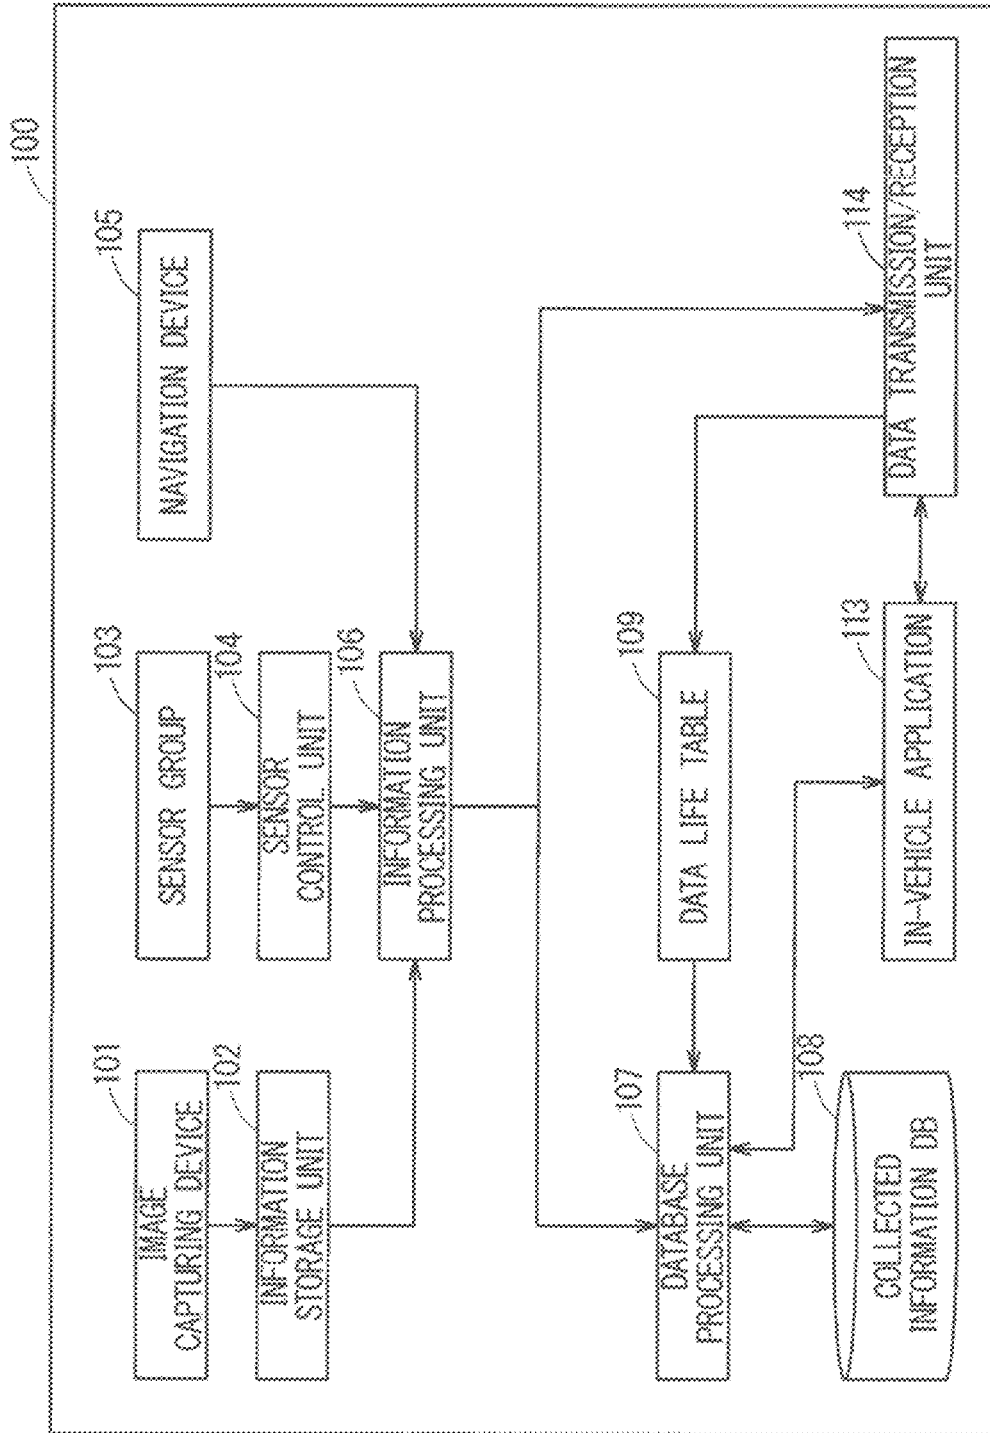 100
101
IMAGE
CAPTURING DEVICE
102
INFORMATION
STORAGE UNIT
103
SENSOR GROUP
104
SENSOR
CONTROL UNIT
105
NAVIGATION DEVICE
106
INFORMATION
PROCESSING UNIT
107
DATABASE
PROCESSING UNIT
108
COLLECTED
INFORMATION DB
109
DATA LIFE TABLE
113
IN-VEHICLE APPLICATION
114
DATA TRANSMISSION/RECEPTION
UNIT